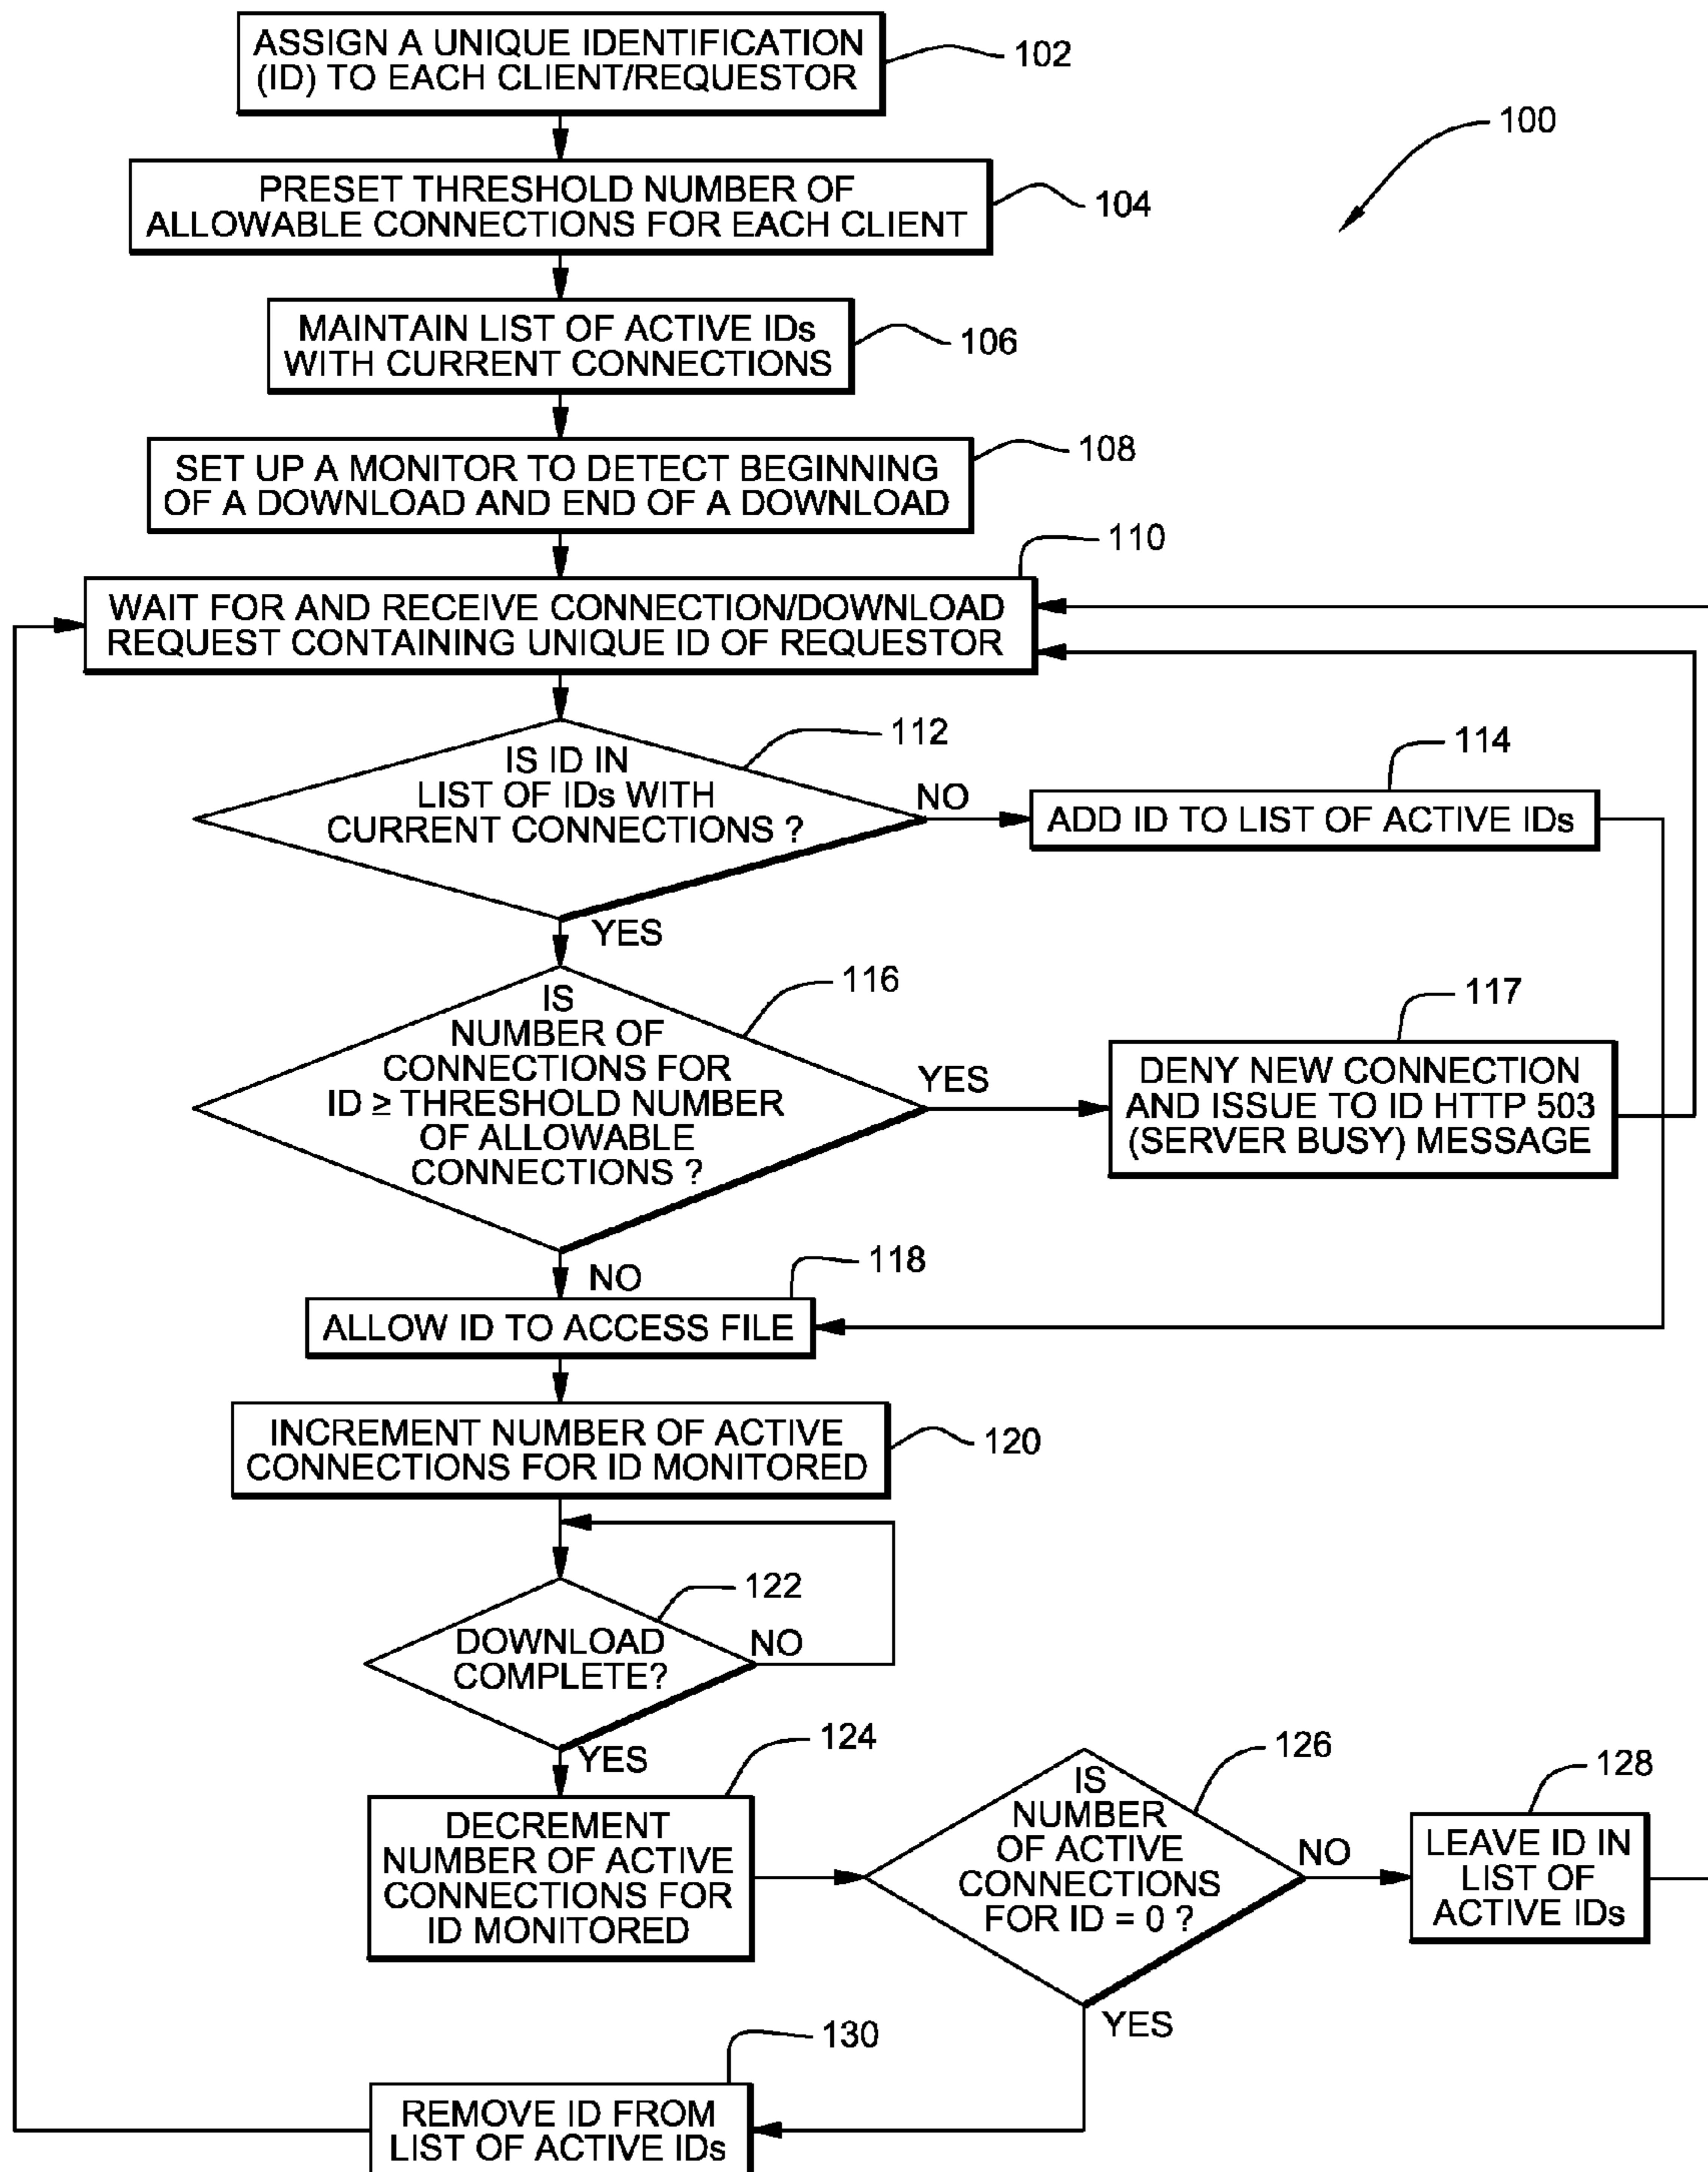 ASSIGN A UNIQUE IDENTIFICATION
(ID) TO EACH CLIENT/REQUESTOR
102
100
PRESET THRESHOLD NUMBER OF
ALLOWABLE CONNECTIONS FOR EACH CLIENT
104
MAINTAIN LIST OF ACTIVE IDs
WITH CURRENT CONNECTIONS
106
SET UP A MONITOR TO DETECT BEGINNING
OF A DOWNLOAD AND END OF A DOWNLOAD
108
110
WAIT FOR AND RECEIVE CONNECTION/DOWNLOAD
REQUEST CONTAINING UNIQUE ID OF REQUESTOR
112
IS ID IN
LIST OF IDs WITH
CURRENT CONNECTIONS ?
NO
114
ADD ID TO LIST OF ACTIVE IDs
YES
116
IS
NUMBER OF
CONNECTIONS FOR
ID ≥ THRESHOLD NUMBER
OF ALLOWABLE
CONNECTIONS ?
YES
117
DENY NEW CONNECTION
AND ISSUE TO ID HTTP 503
(SERVER BUSY) MESSAGE
NO
118
ALLOW ID TO ACCESS FILE
INCREMENT NUMBER OF ACTIVE
CONNECTIONS FOR ID MONITORED
120
122
DOWNLOAD
COMPLETE?
NO
YES
124
DECREMENT
NUMBER OF ACTIVE
CONNECTIONS FOR
ID MONITORED
126
IS
NUMBER
OF ACTIVE
CONNECTIONS
FOR ID = 0 ?
NO
128
LEAVE ID IN
LIST OF
ACTIVE IDs
YES
130
REMOVE ID FROM
LIST OF ACTIVE IDs